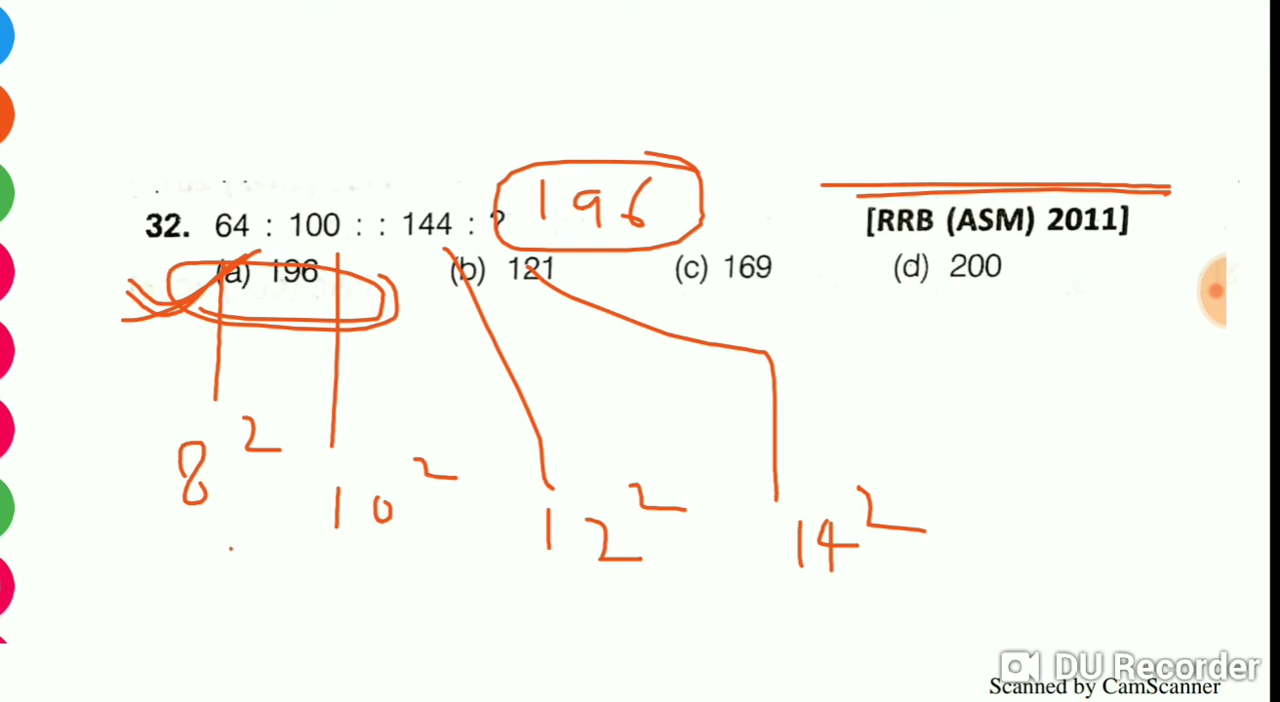 196
32. 64 : 100 : : 144 : ? [RRB (ASM) 2011]
(a) 196 (b) 121 (c) 169 (d) 200
8² 10² 12² 14²
DU Recorder
Scanned by CamScanner